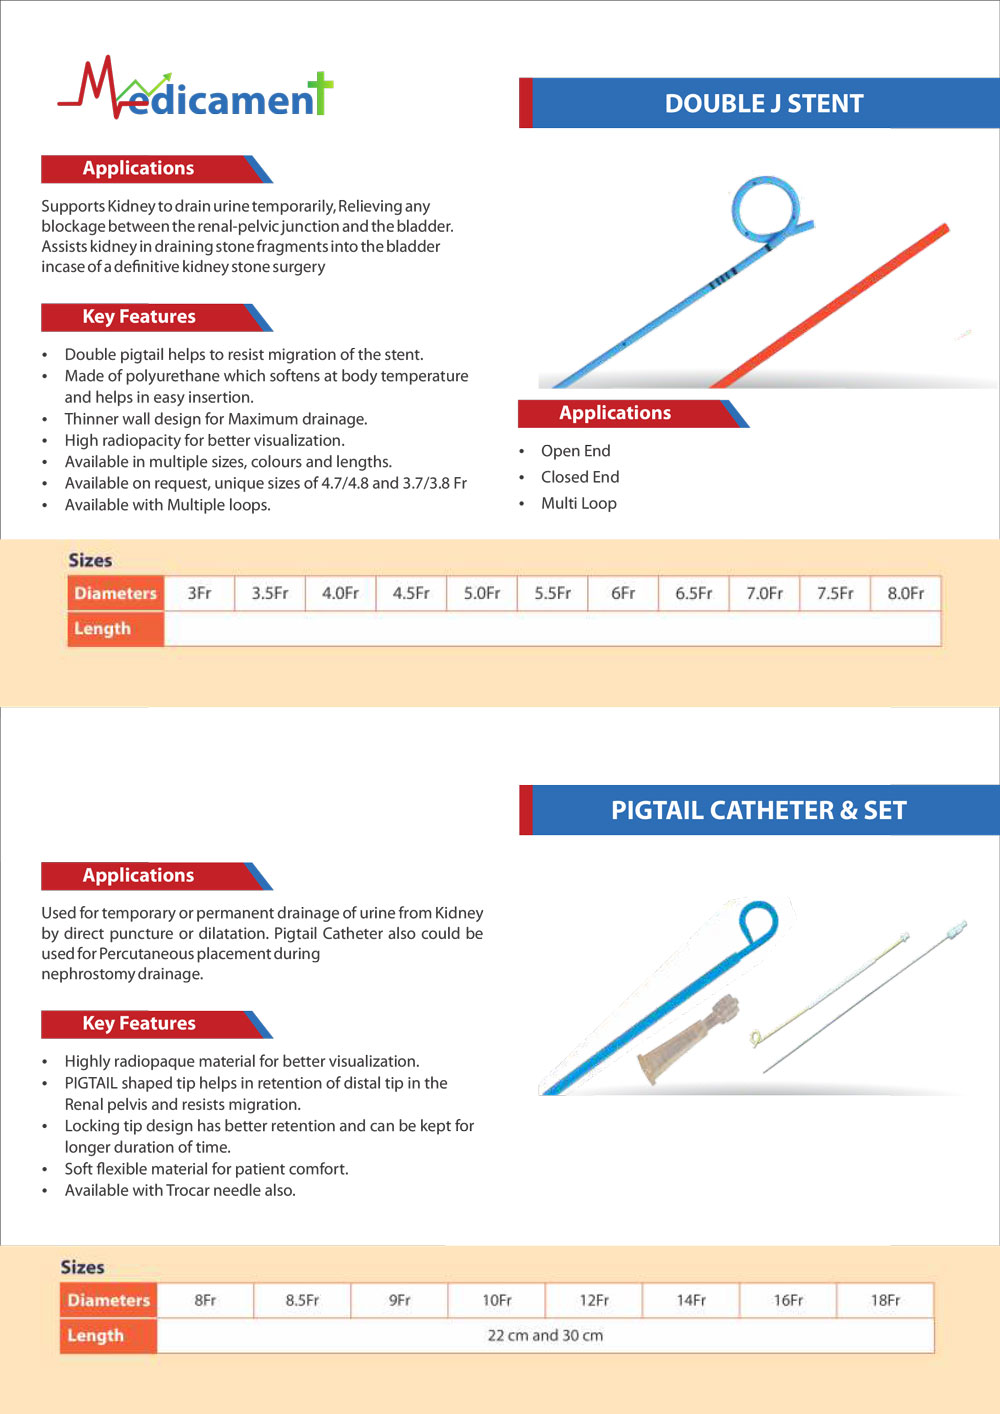 Medicament
DOUBLE J STENT
Applications
Supports Kidney to drain urine temporarily, Relieving any
blockage between the renal-pelvic junction and the bladder.
Assists kidney in draining stone fragments into the bladder
incase of a definitive kidney stone surgery
Key Features
• Double pigtail helps to resist migration of the stent.
• Made of polyurethane which softens at body temperature
and helps in easy insertion.
• Thinner wall design for Maximum drainage.
• High radiopacity for better visualization.
• Available in multiple sizes, colours and lengths.
• Available on request, unique sizes of 4.7/4.8 and 3.7/3.8 Fr
• Available with Multiple loops.
Applications
• Open End
• Closed End
• Multi Loop
Sizes
Diameters 3Fr 3.5Fr 4.0Fr 4.5Fr 5.0Fr 5.5Fr 6Fr 6.5Fr 7.0Fr 7.5Fr 8.0Fr
Length
PIGTAIL CATHETER & SET
Applications
Used for temporary or permanent drainage of urine from Kidney
by direct puncture or dilatation. Pigtail Catheter also could be
used for Percutaneous placement during
nephrostomy drainage.
Key Features
• Highly radiopaque material for better visualization.
• PIGTAIL shaped tip helps in retention of distal tip in the
Renal pelvis and resists migration.
• Locking tip design has better retention and can be kept for
longer duration of time.
• Soft flexible material for patient comfort.
• Available with Trocar needle also.
Sizes
Diameters 8Fr 8.5Fr 9Fr 10Fr 12Fr 14Fr 16Fr 18Fr
Length 22 cm and 30 cm